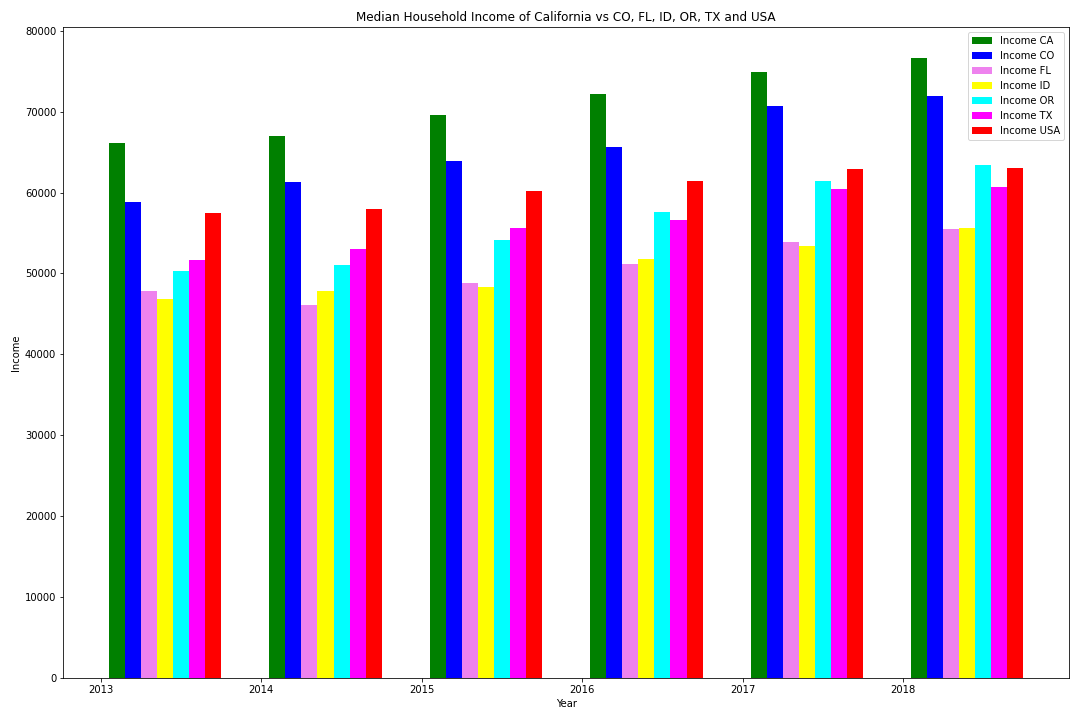 Median Household Income of California vs CO, FL, ID, OR, TX and USA
80000
70000
60000
50000
40000
30000
20000
10000
0
Income
Income CA
Income CO
Income FL
Income ID
Income OR
Income TX
Income USA
2013
2014
2015
2016
2017
2018
Year